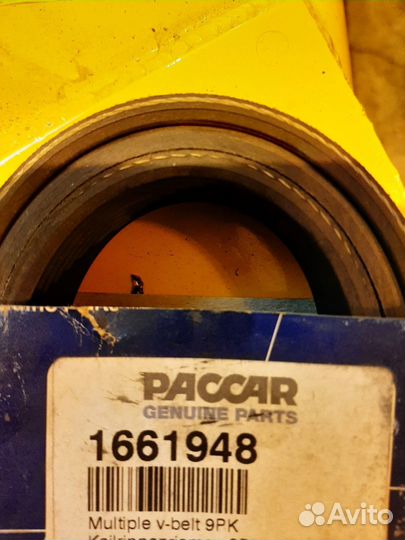 PACCAR
GENUINE PARTS
1661948
Multiple v-belt 9PK
Avito